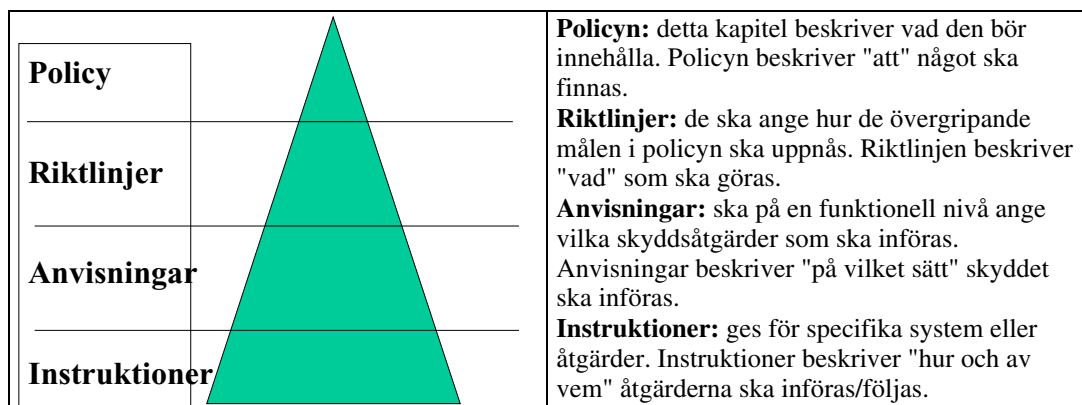 Policy
Riktlinjer
Anvisningar
Instruktioner
Policyn: detta kapitel beskriver vad den bör
innehålla. Policyn beskriver "att" något ska
finnas.
Riktlinjer: de ska ange hur de övergripande
målen i policyn ska uppnås. Riktlinjen beskriver
"vad" som ska göras.
Anvisningar: ska på en funktionell nivå ange
vilka skyddsåtgärder som ska införas.
Anvisningar beskriver "på vilket sätt" skyddet
ska införas.
Instruktioner: ges för specifika system eller
åtgärder. Instruktioner beskriver "hur och av
vem" åtgärderna ska införas/följas.